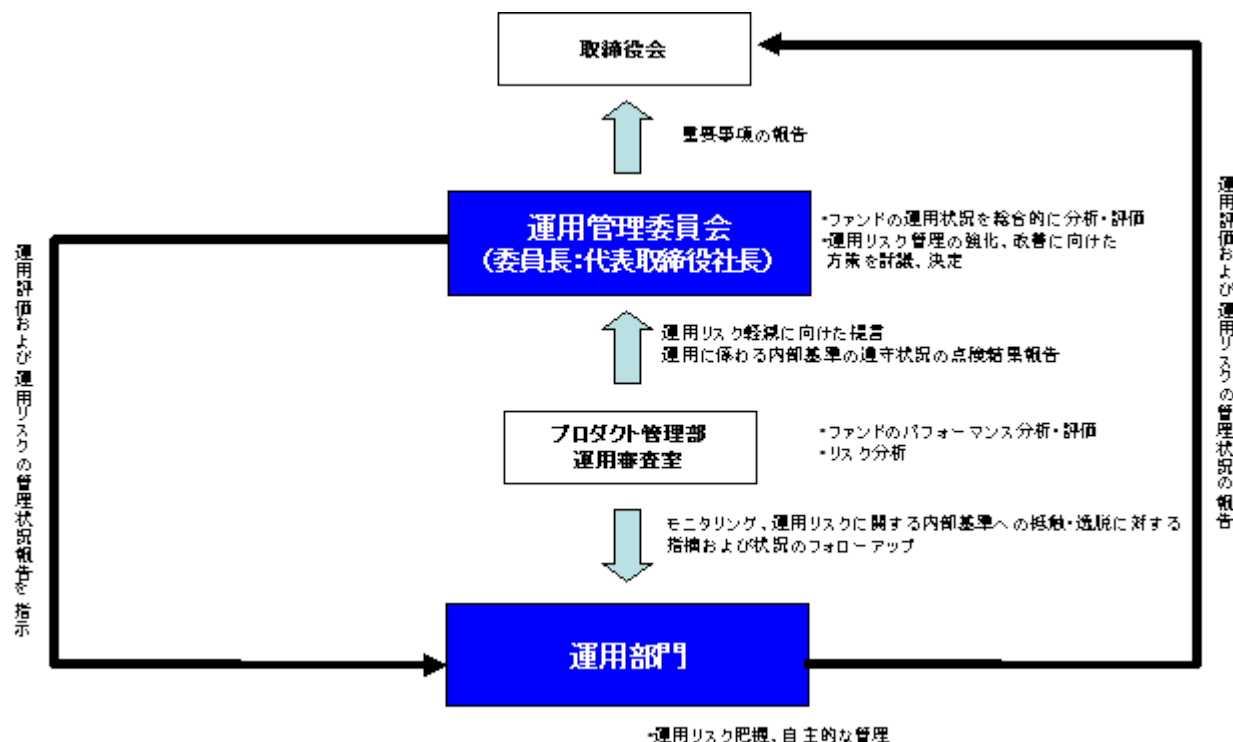 取締役会
重要事項の報告
運用管理委員会
(委員長:代表取締役社長)
・ファンドの運用状況を総合的に分析・評価
・運用リスク管理の強化、改善に向けた
方策を討議、決定
運用リスク軽減に向けた提言
運用に係わる内部基準の遵守状況の点検結果報告
プロダクト管理部
運用審査室
・ファンドのパフォーマンス分析・評価
・リスク分析
モニタリング、運用リスクに関する内部基準への抵触・逸脱に対する
指摘および状況のフォローアップ
運用部門
・運用リスク把握、自主的な管理
運用評価および運用リスクの管理状況報告を指示
運用評価および運用リスクの管理状況の報告